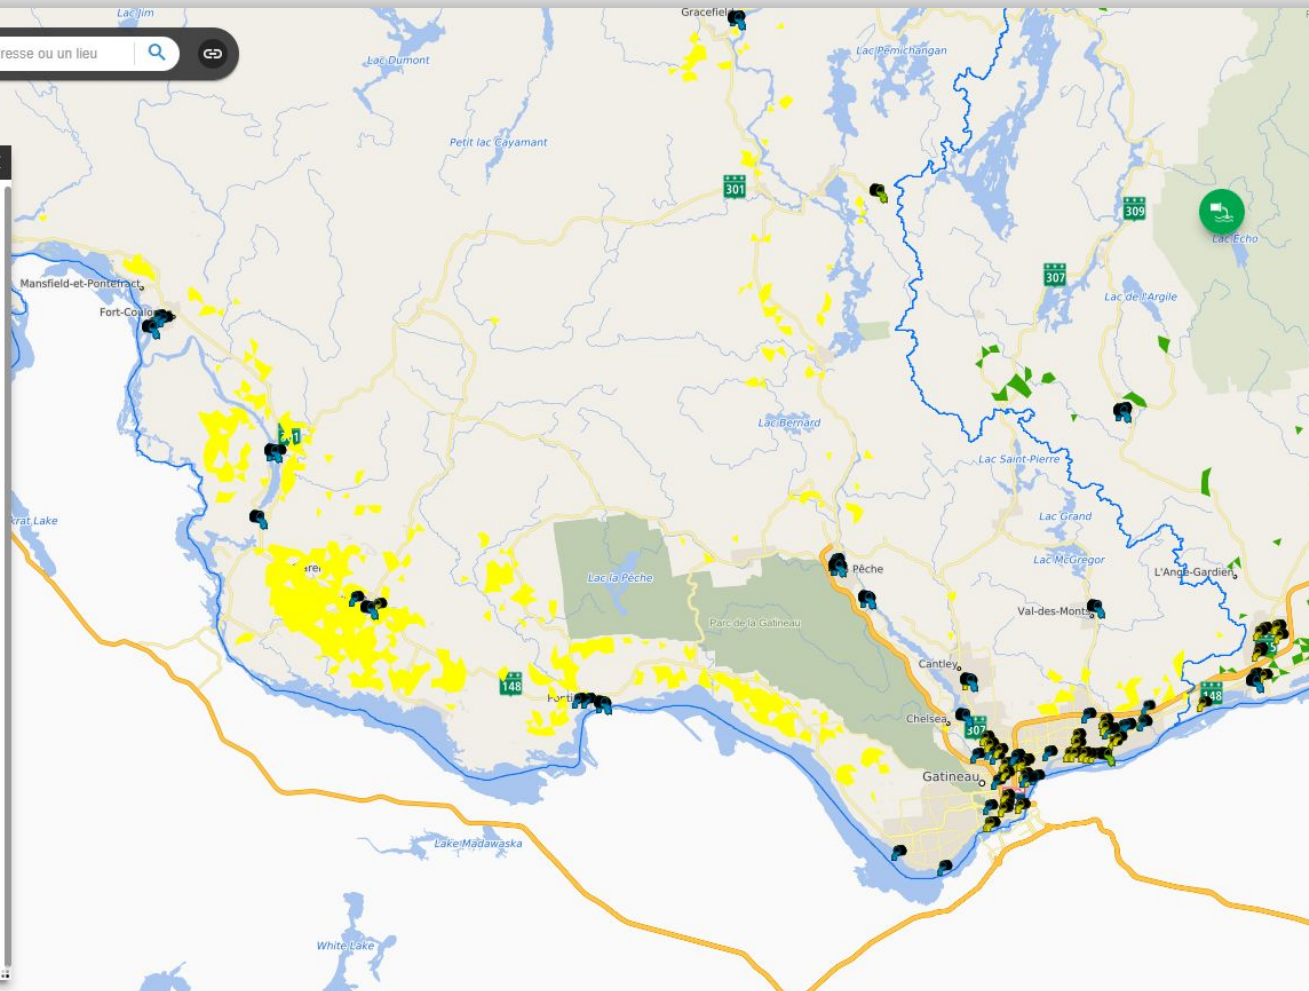 Lac Jim
Gracefield
resse ou un lieu
Lac Dumont
Lac Pémichangan
Petit lac Cayamant
301
309
Lac Écho
307
Mansfield-et-Pontefract
Lac de l'Argile
Fort-Coulo
Lac Bernard
Lac Saint-Pierre
krat Lake
Lac Grand
Lac McGregor
L'Ange-Gardien
Pêche
Lac la Pêche
Val-des-Monts
Parc de la Gatineau
Cantley
148
148
Chelsea
307
Gatineau
Lake Madawaska
White Lake